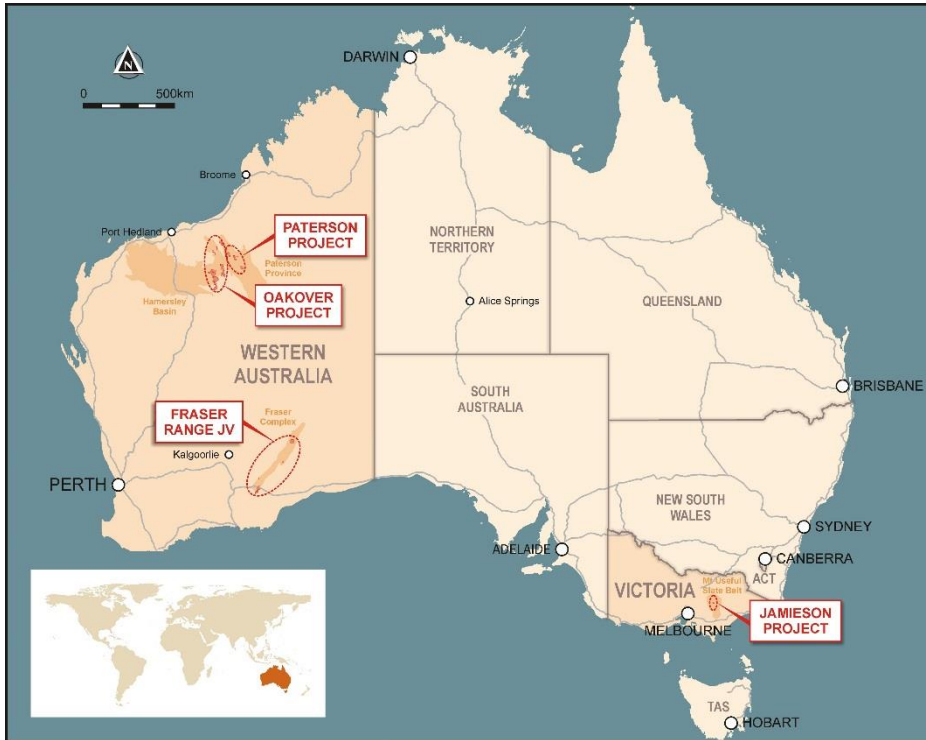 DARWIN
N
0 500km
Broome
Port Hedland
PATERSON
PROJECT
Paterson
Province
NORTHERN
TERRITORY
OAKOVER
PROJECT
Hamersley
Basin
Alice Springs
QUEENSLAND
WESTERN
AUSTRALIA
SOUTH
AUSTRALIA
BRISBANE
FRASER
RANGE JV
Fraser
Complex
Kalgoorlie
PERTH
NEW SOUTH
WALES
SYDNEY
ADELAIDE
CANBERRA
ACT
VICTORIA
Mt Useful
Slate Belt
MELBOURNE
JAMIESON
PROJECT
TAS
HOBART